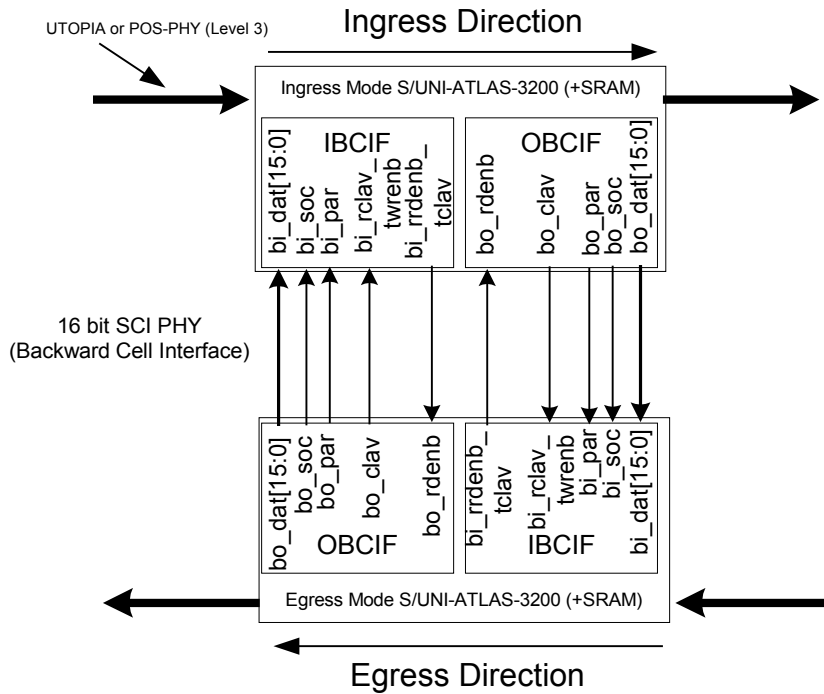 UTOPIA or POS-PHY (Level 3)
Ingress Direction
Ingress Mode S/UNI-ATLAS-3200 (+SRAM)
IBCIF
OBCIF
bi_dat[15:0]
bi_soc
bi_par
bi_rclav_
twrenb
bi_rrdenb_
tclav
bo_rdenb
bo_clav
bo_par
bo_soc
bo_dat[15:0]
16 bit SCI PHY
(Backward Cell Interface)
bo_dat[15:0]
bo_soc
bo_par
bo_clav
bo_rdenb
bi_rrdenb_
tclav
bi_rclav_
twrenb
bi_par
bi_soc
bi_dat[15:0]
OBCIF
IBCIF
Egress Mode S/UNI-ATLAS-3200 (+SRAM)
Egress Direction